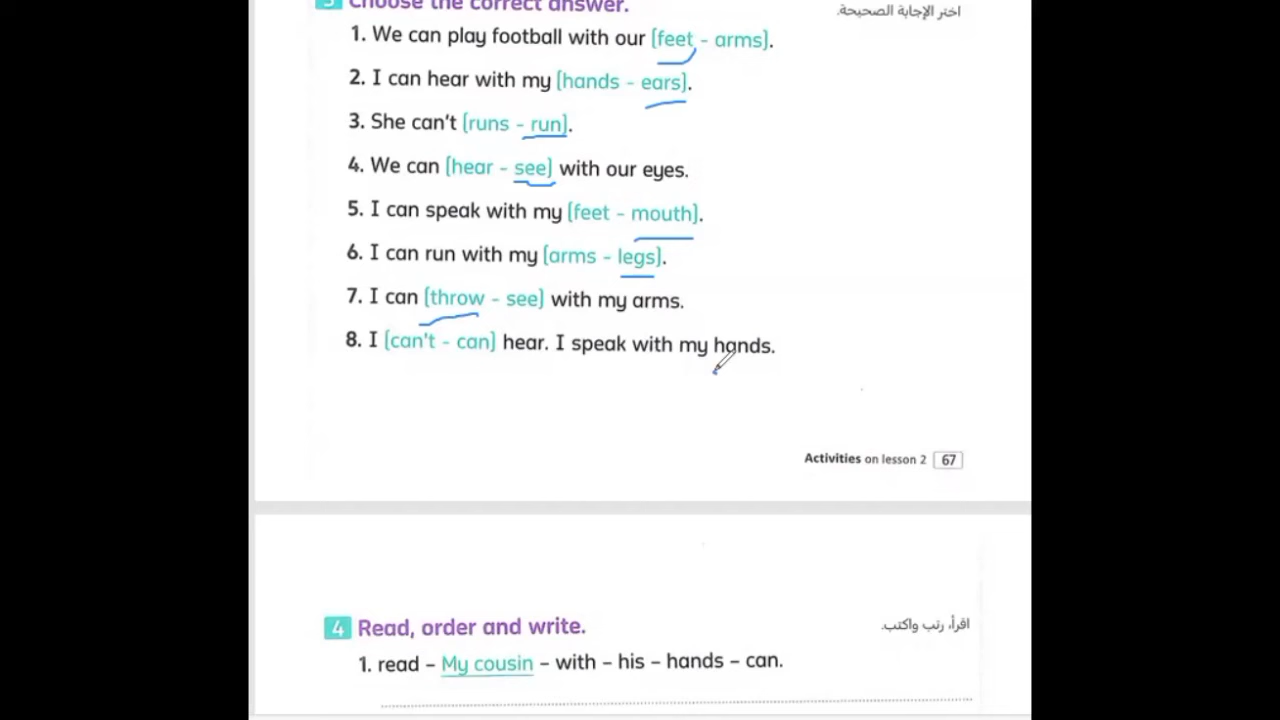 3 Choose the correct answer.
اختر الإجابة الصحيحة.
1. We can play football with our (feet - arms).
2. I can hear with my (hands - ears).
3. She can't (runs - run).
4. We can (hear - see) with our eyes.
5. I can speak with my (feet - mouth).
6. I can run with my (arms - legs).
7. I can (throw - see) with my arms.
8. I (can't - can) hear. I speak with my hands.
Activities on lesson 2 67
4 Read, order and write.
اقرأ، رتب واكتب.
1. read – My cousin – with – his – hands – can.